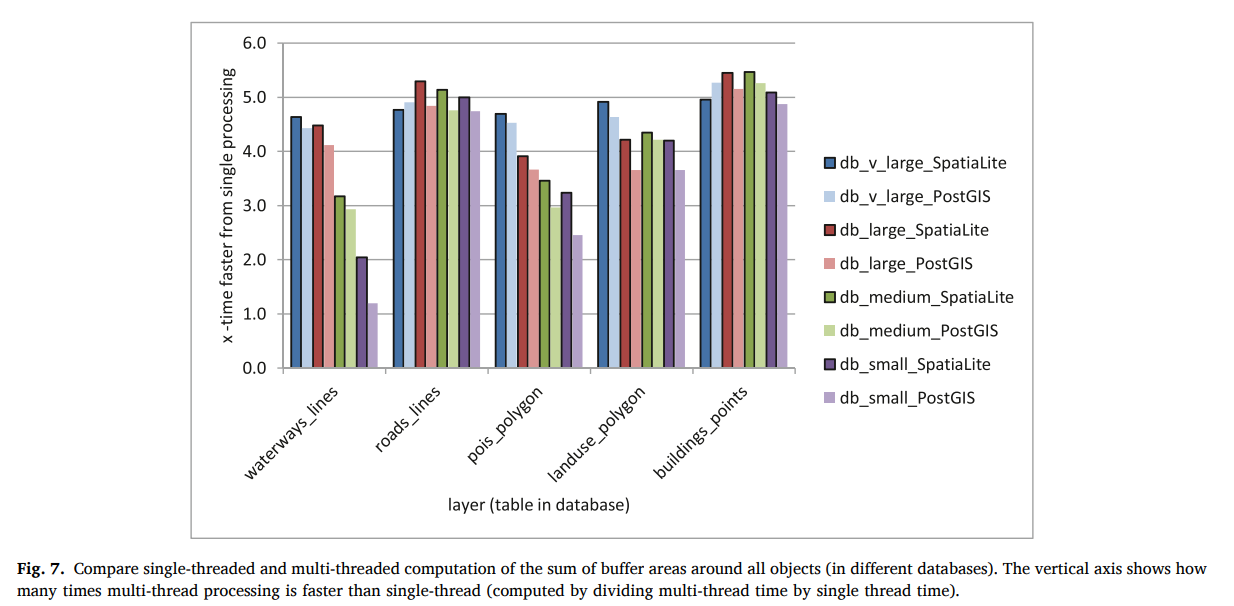 6.0
5.0
4.0
3.0
2.0
1.0
0.0
x -time faster from single processing
waterways_lines
roads_lines
pois_polygon
landuse_polygon
buildings_points
layer (table in database)
db_v_large_SpatiaLite
db_v_large_PostGIS
db_large_SpatiaLite
db_large_PostGIS
db_medium_SpatiaLite
db_medium_PostGIS
db_small_SpatiaLite
db_small_PostGIS
Fig. 7. Compare single-threaded and multi-threaded computation of the sum of buffer areas around all objects (in different databases). The vertical axis shows how
many times multi-thread processing is faster than single-thread (computed by dividing multi-thread time by single thread time).